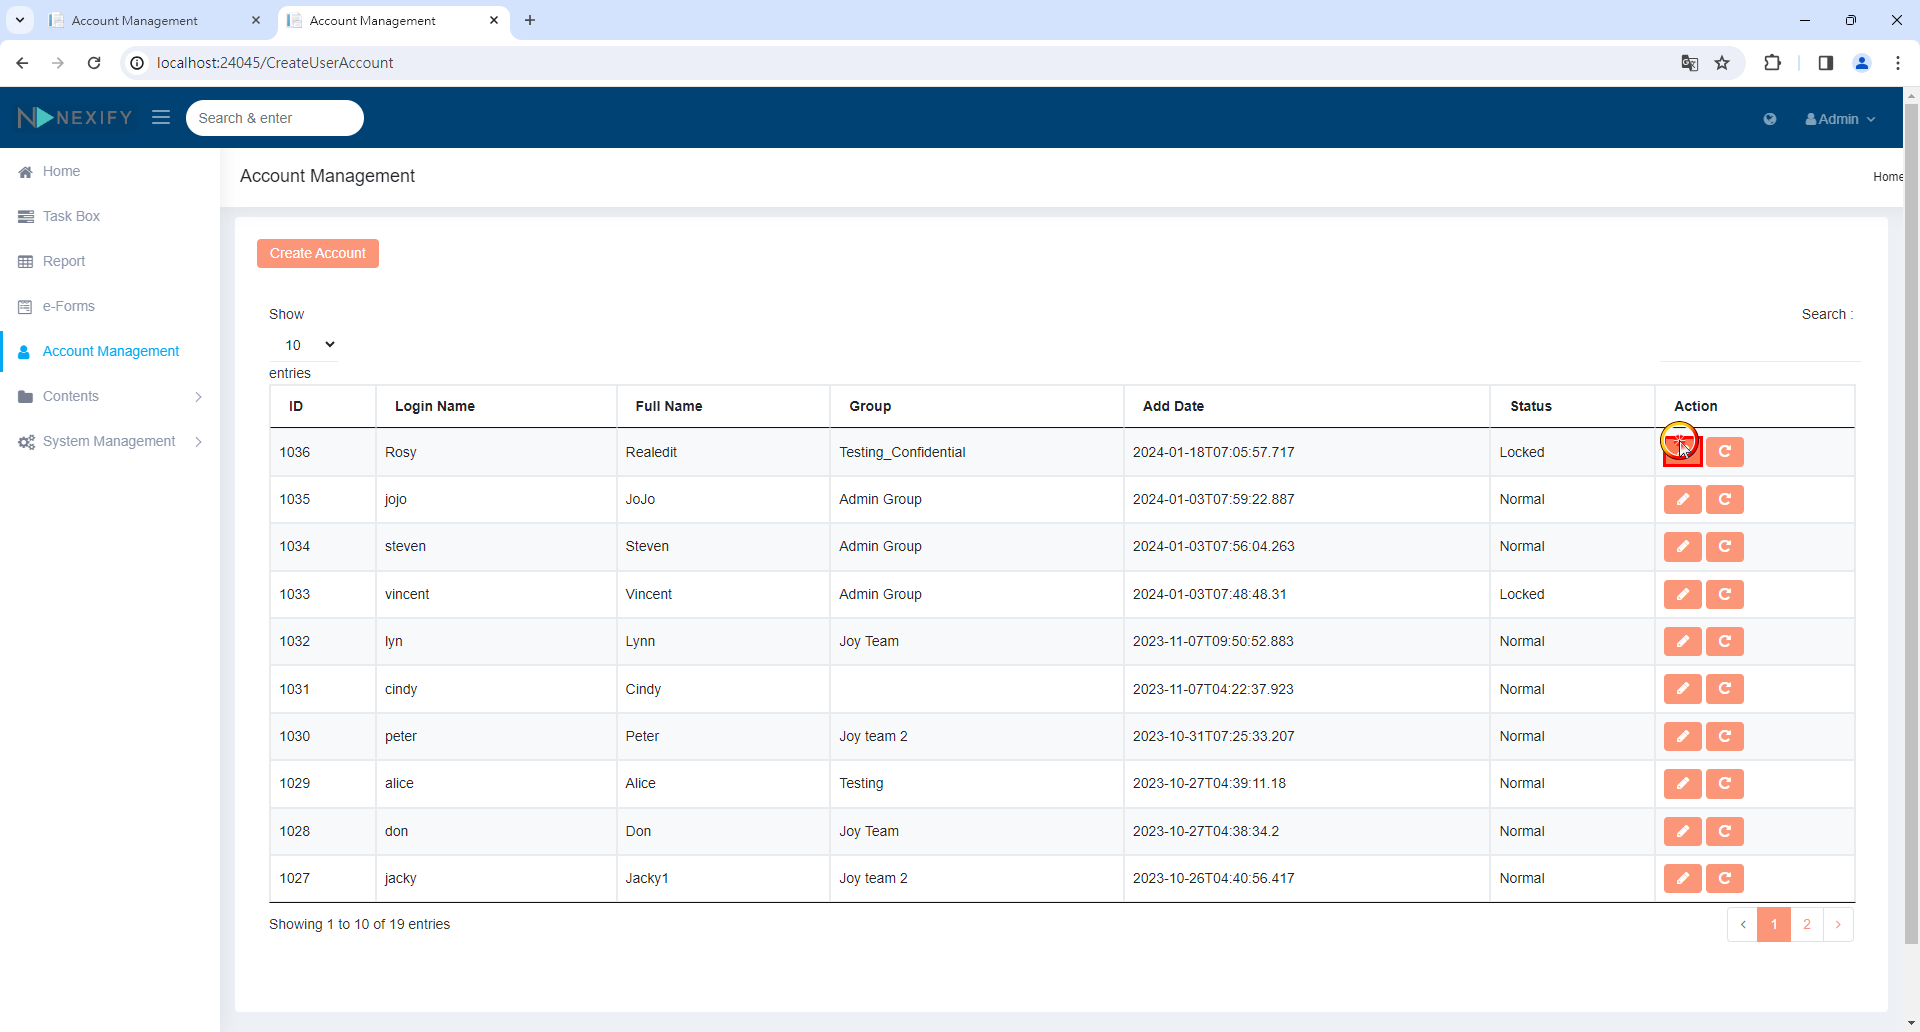 Account Management
Account Management
localhost:24045/CreateUserAccount
NEXIFY
Search & enter
Admin
Home
Task Box
Report
e-Forms
Account Management
Contents
System Management
Account Management
Home
Create Account
Show
10
entries
Search :
ID Login Name Full Name Group Add Date Status Action
1036 Rosy Realedit Testing_Confidential 2024-01-18T07:05:57.717 Locked
1035 jojo JoJo Admin Group 2024-01-03T07:59:22.887 Normal
1034 steven Steven Admin Group 2024-01-03T07:56:04.263 Normal
1033 vincent Vincent Admin Group 2024-01-03T07:48:48.31 Locked
1032 lyn Lynn Joy Team 2023-11-07T09:50:52.883 Normal
1031 cindy Cindy 2023-11-07T04:22:37.923 Normal
1030 peter Peter Joy team 2 2023-10-31T07:25:33.207 Normal
1029 alice Alice Testing 2023-10-27T04:39:11.18 Normal
1028 don Don Joy Team 2023-10-27T04:38:34.2 Normal
1027 jacky Jacky1 Joy team 2 2023-10-26T04:40:56.417 Normal
Showing 1 to 10 of 19 entries
‹ 1 2 ›